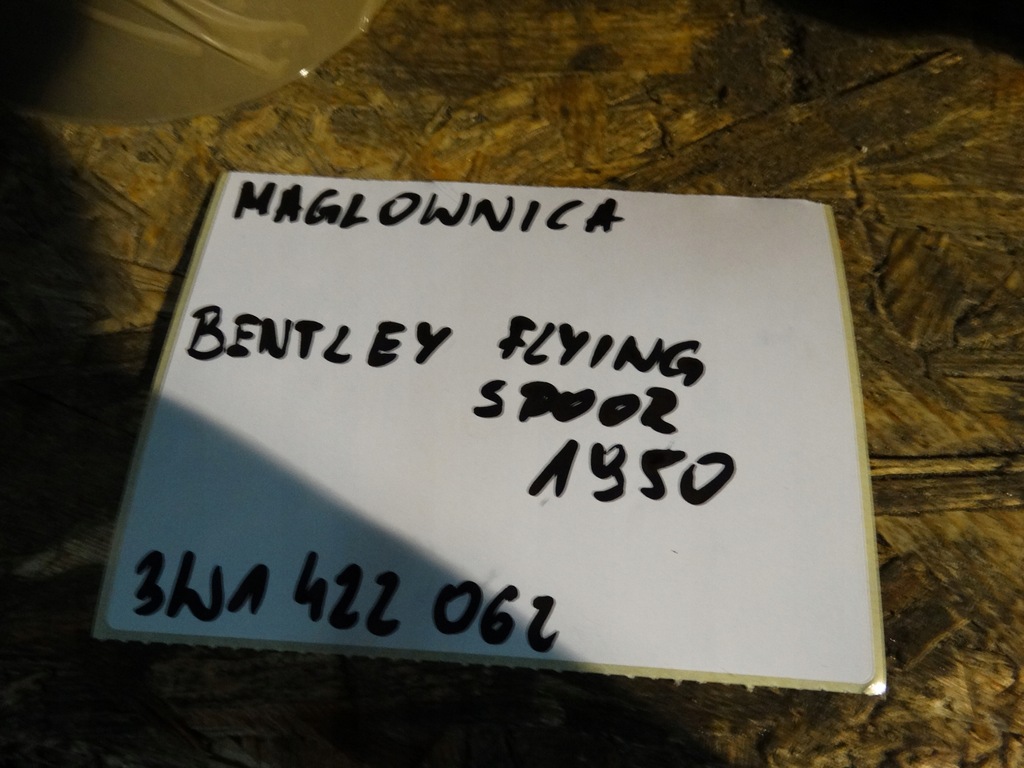 MAGLOWNICA
BENTLEY FLYING
SPOOR
1950
3W1 422 062